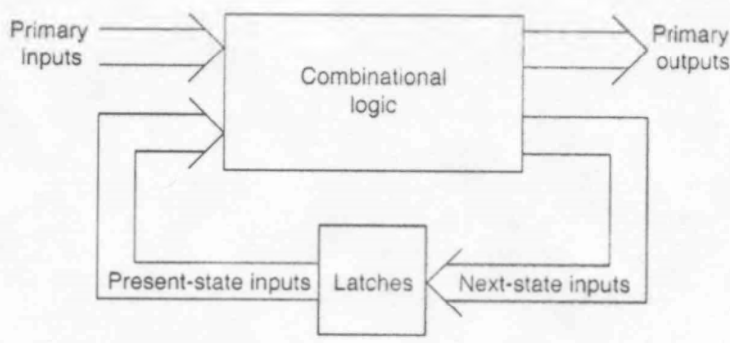 Primary
Inputs
Combinational
logic
Primary
outputs
Present-state inputs
Latches
Next-state inputs